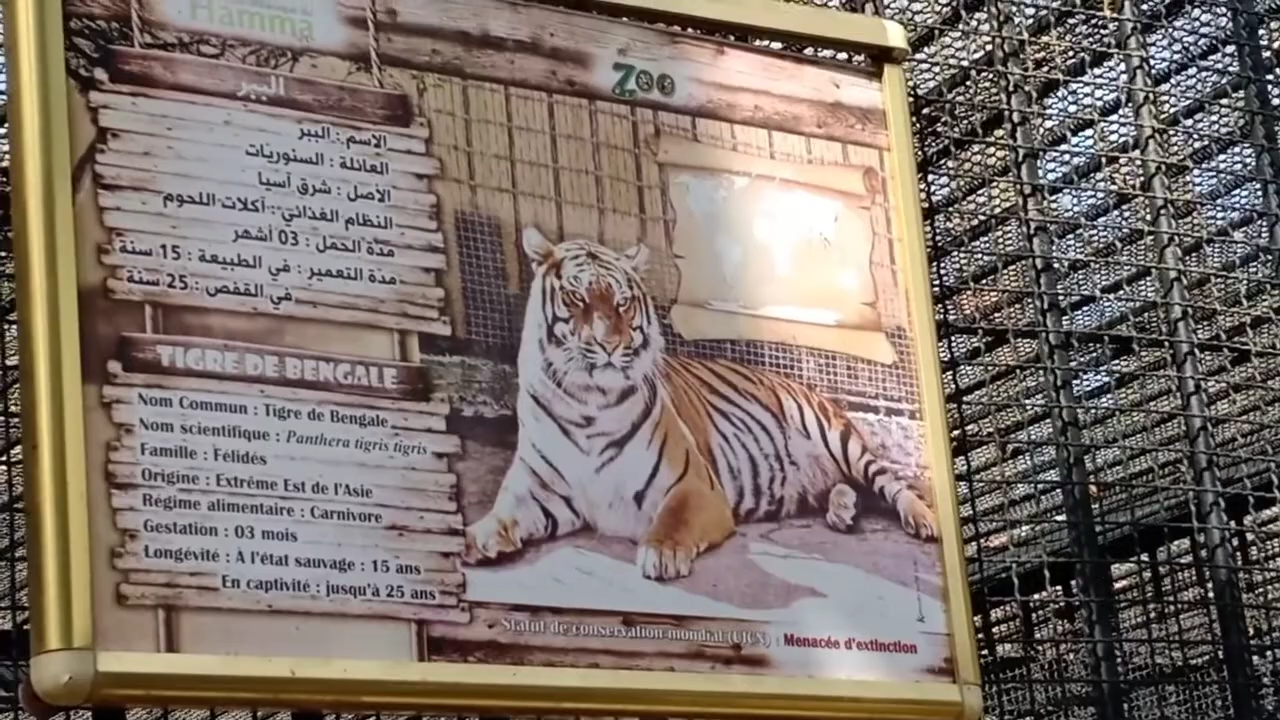 Hamma
ZOO
الببر
الاسم : الببر
العائلة : السنوريات
الأصل : شرق آسيا
النظام الغذائي : آكلات اللحوم
مدة الحمل : 03 أشهر
مدة التعمير : في الطبيعة : 15 سنة
في القفص : 25 سنة
TIGRE DE BENGALE
Nom Commun : Tigre de Bengale
Nom scientifique : Panthera tigris tigris
Famille : Félidés
Origine : Extrême Est de l'Asie
Régime alimentaire : Carnivore
Gestation : 03 mois
Longévité : À l'état sauvage : 15 ans
En captivité : jusqu'à 25 ans
Statut de conservation mondial (UICN) : Menacée d'extinction